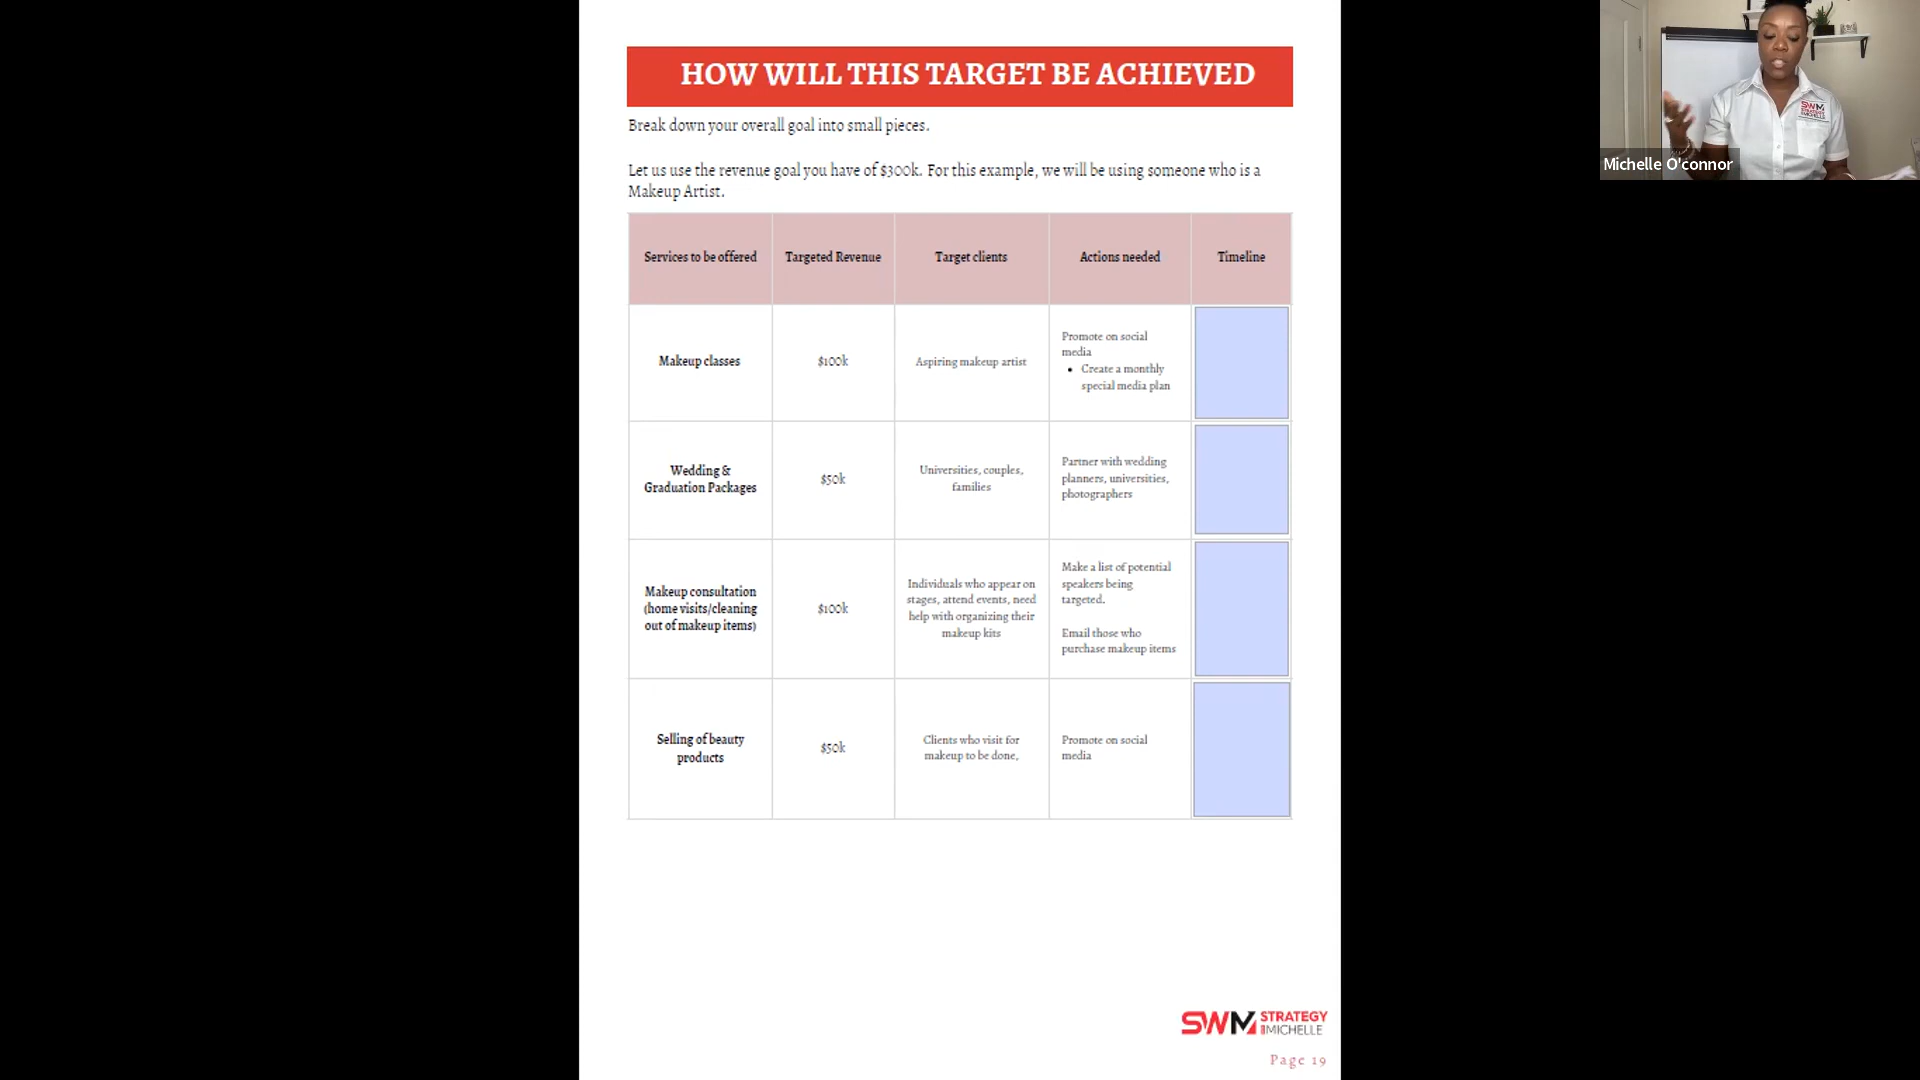 HOW WILL THIS TARGET BE ACHIEVED
Break down your overall goal into small pieces.
Let us use the revenue goal you have of $300k. For this example, we will be using someone who is a
Makeup Artist.
Services to be offered
Targeted Revenue
Target clients
Actions needed
Timeline
Makeup classes
$100k
Aspiring makeup artist
Promote on social
media
• Create a monthly
special media plan
Wedding &
Graduation Packages
$50k
Universities, couples,
families
Partner with wedding
planners, universities,
photographers
Makeup consultation
(home visits/cleaning
out of makeup items)
$100k
Individuals who appear on
stages, attend events, need
help with organizing their
makeup kits
Make a list of potential
speakers being
targeted.
Email those who
purchase makeup items
Selling of beauty
products
$50k
Clients who visit for
makeup to be done,
Promote on social
media
SWM STRATEGY
MICHELLE
Page 19
SWM
STRATEGY
MICHELLE
Michelle O'connor